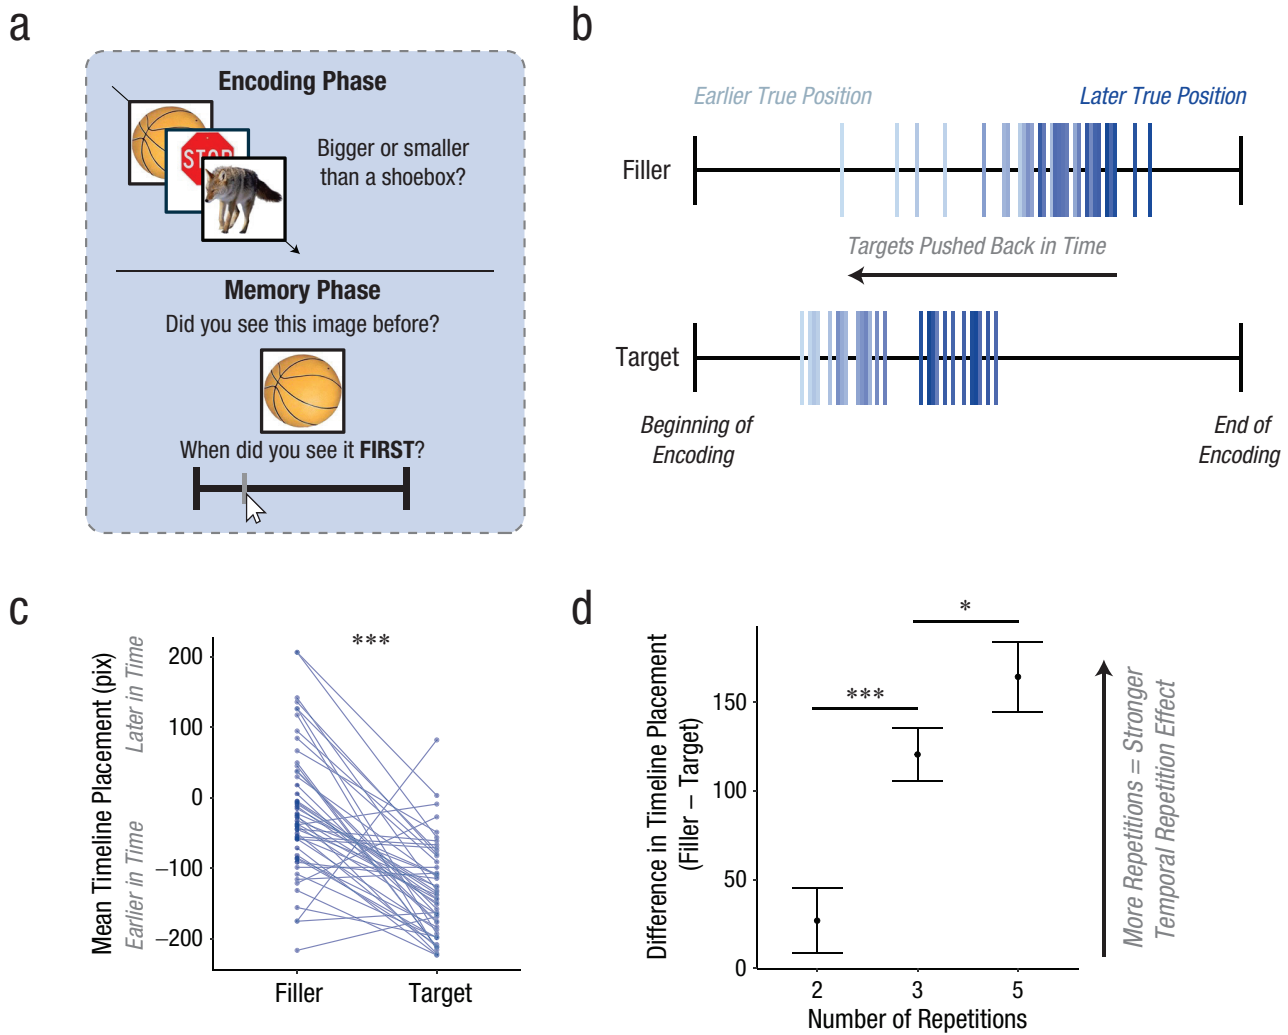 a
Encoding Phase
STOP
Bigger or smaller
than a shoebox?
Memory Phase
Did you see this image before?
When did you see it FIRST?
b
Earlier True Position
Later True Position
Filler
Targets Pushed Back in Time
Target
Beginning of
Encoding
End of
Encoding
c
Mean Timeline Placement (pix)
Earlier in Time
Later in Time
***
200
100
0
−100
−200
Filler
Target
d
Difference in Timeline Placement
(Filler − Target)
***
*
150
100
50
0
2
3
5
Number of Repetitions
More Repetitions = Stronger
Temporal Repetition Effect